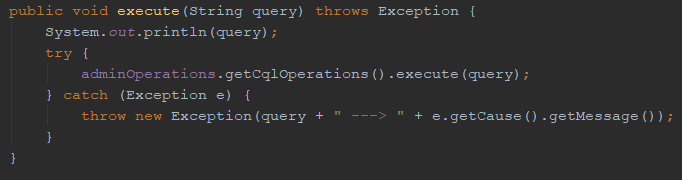 public void execute(String query) throws Exception {
    System.out.println(query);
    try {
        adminOperations.getCqlOperations().execute(query);
    } catch (Exception e) {
        throw new Exception(query + " ---> " + e.getCause().getMessage());
    }
}